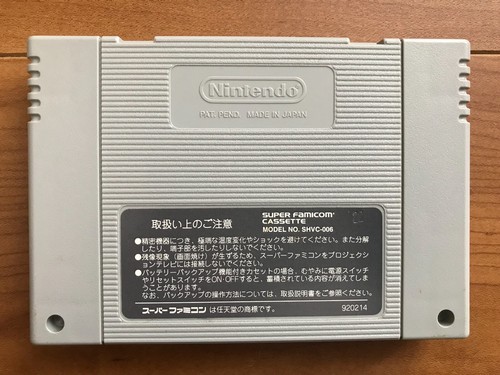 Nintendo
PAT. PEND. MADE IN JAPAN
取扱い上のご注意
SUPER FAMICOM™
CASSETTE
MODEL NO. SHVC-006
●精密機器につき、極端な温度変化やショックを避けてください。また分解
したり、端子部を汚したりしないでください。
●残像現象（画面焼け）が生ずるため、スーパーファミコンをプロジェク
ションテレビには接続しないでください。
●バッテリーバックアップ機能付きカセットの場合、むやみに電源スイッチ
やリセットスイッチをON・OFFすると、蓄積されている内容が消えてしま
うことがあります。
なお、バックアップの操作方法については、取扱説明書をご参照ください。
スーパーファミコン は任天堂の商標です。
920214